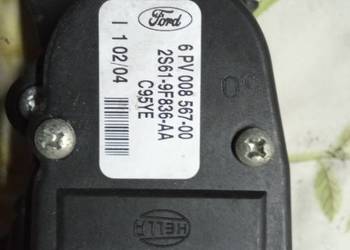 Ford
6 PV 008 567-00
2S61-9F836-AA
C95YE
I 1 02/04
HELLA